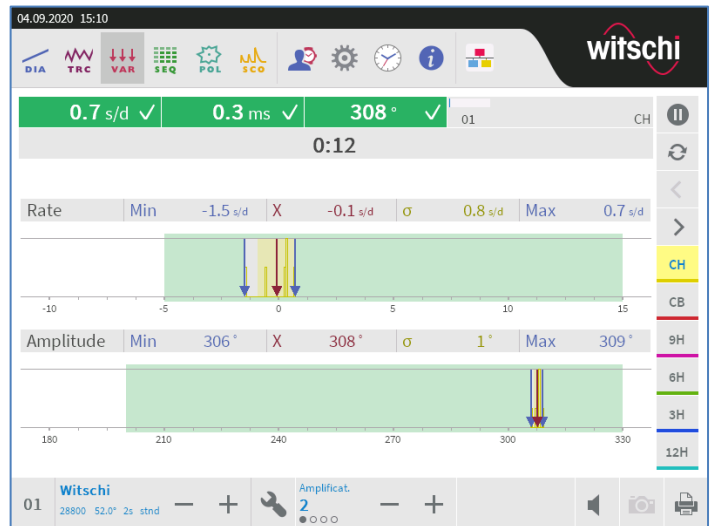 04.09.2020 15:10
DIA TRC VAR SEQ POL SCO
witschi
0.7 s/d ✓ 0.3 ms ✓ 308 ° ✓ 01 CH
0:12
Rate Min -1.5 s/d X -0.1 s/d σ 0.8 s/d Max 0.7 s/d
-10 -5 0 5 10 15
Amplitude Min 306° X 308° σ 1° Max 309°
180 210 240 270 300 330
CH
CB
9H
6H
3H
12H
01 Witschi
28800 52.0° 2s stnd
− +
Amplificat.
2
− +